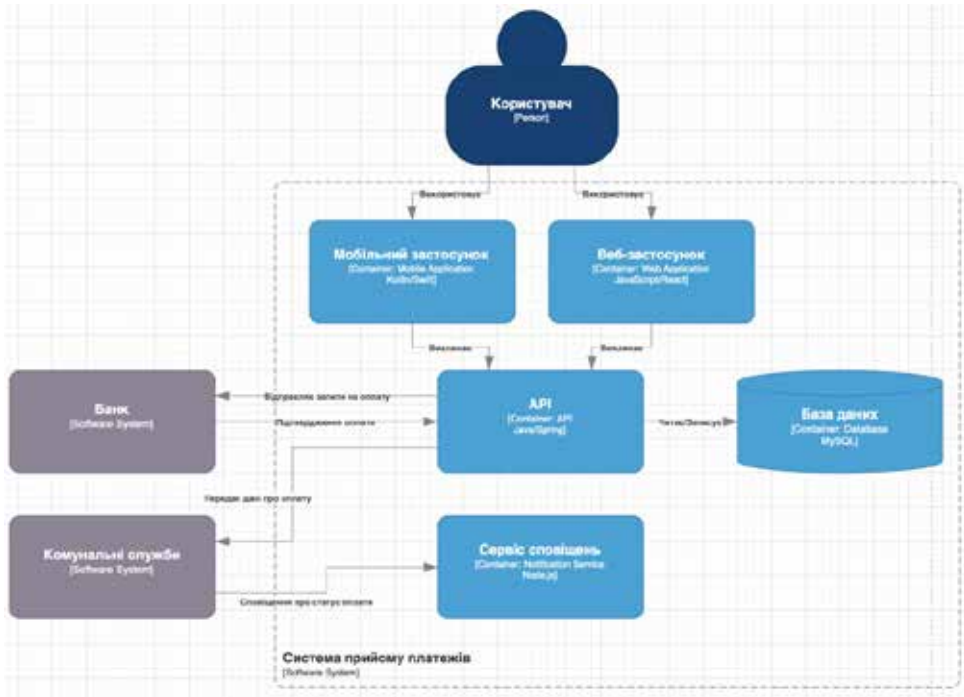 Користувач
[Person]
Використовує
Використовує
Мобільний застосунок
[Container: Mobile Application
Kotlin/Swift]
Веб-застосунок
[Container: Web Application
JavaScript/React]
Викликає
Викликає
Банк
[Software System]
Відправляє запити на оплату
Підтвердження оплати
API
[Container: API
Java/Spring]
Читає/Записує
База даних
[Container: Database
MySQL]
Передає дані про оплату
Комунальні служби
[Software System]
Сповіщення про статус оплати
Сервіс сповіщень
[Container: Notification Service
Node.js]
Система прийому платежів
[Software System]